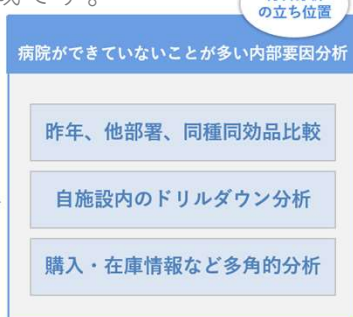 の立ち位置
病院ができていないことが多い内部要因分析
昨年、他部署、同種同効品比較
自施設内のドリルダウン分析
購入・在庫情報など多角的分析